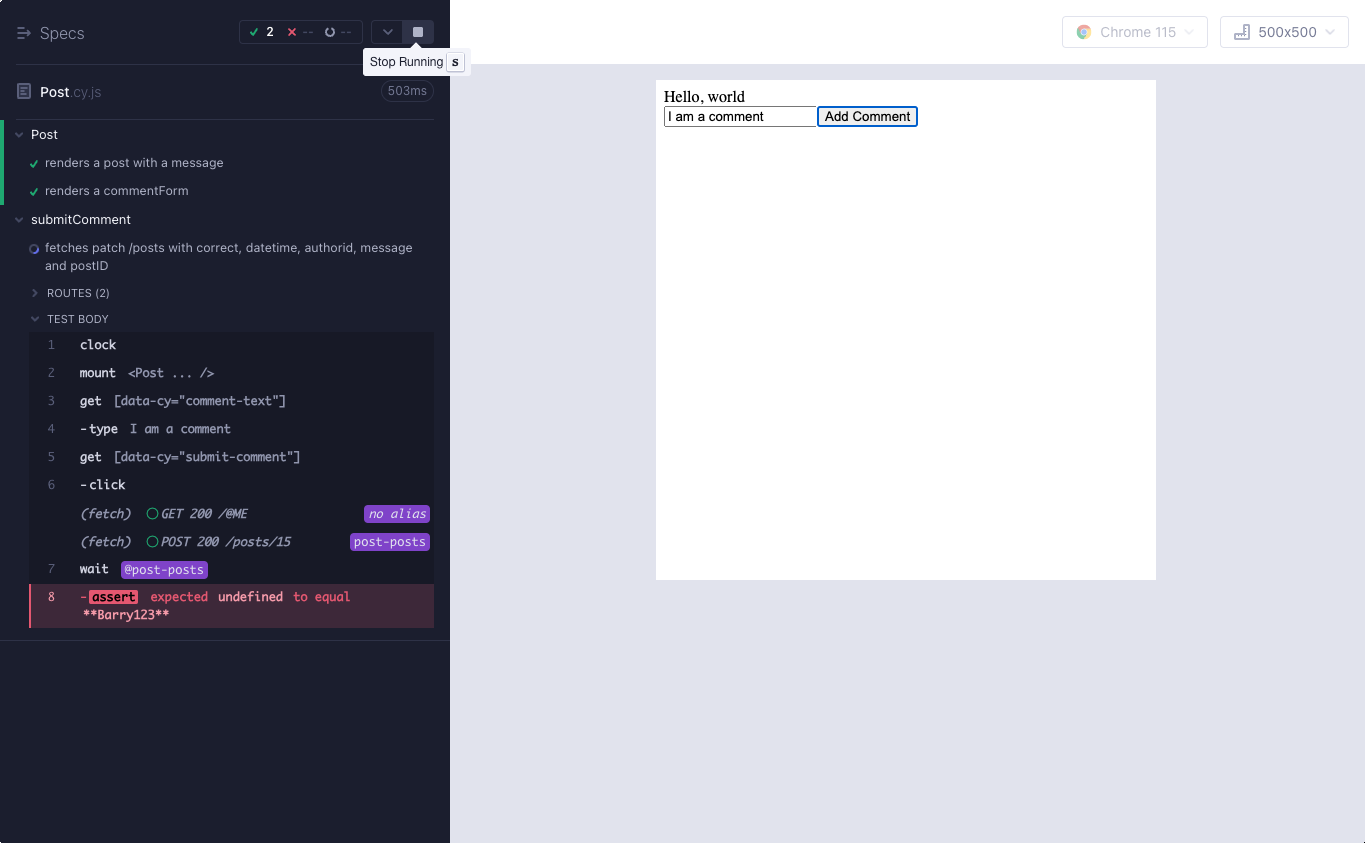 Specs
2 -- --
Stop Running s
Chrome 115
500x500
Post.cy.js
503ms
Post
renders a post with a message
renders a commentForm
submitComment
fetches patch /posts with correct, datetime, authorid, message
and postID
ROUTES (2)
TEST BODY
1 clock
2 mount <Post ... />
3 get [data-cy="comment-text"]
4 -type I am a comment
5 get [data-cy="submit-comment"]
6 -click
(fetch) GET 200 /@ME no alias
(fetch) POST 200 /posts/15 post-posts
7 wait @post-posts
8 -assert expected undefined to equal
**Barry123**
Hello, world
I am a comment Add Comment